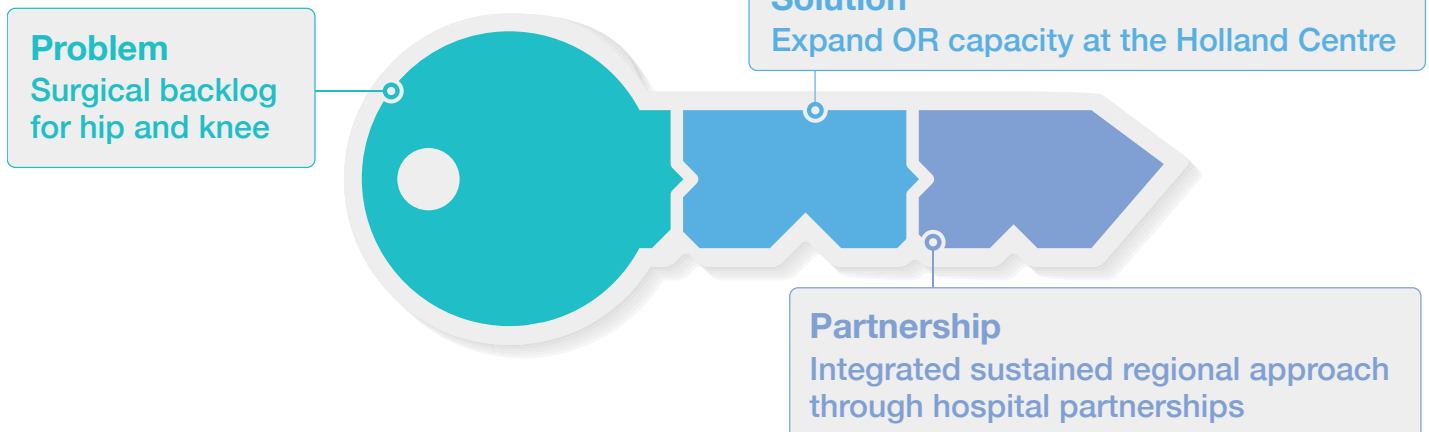 Problem
Surgical backlog
for hip and knee
Solution
Expand OR capacity at the Holland Centre
Partnership
Integrated sustained regional approach
through hospital partnerships